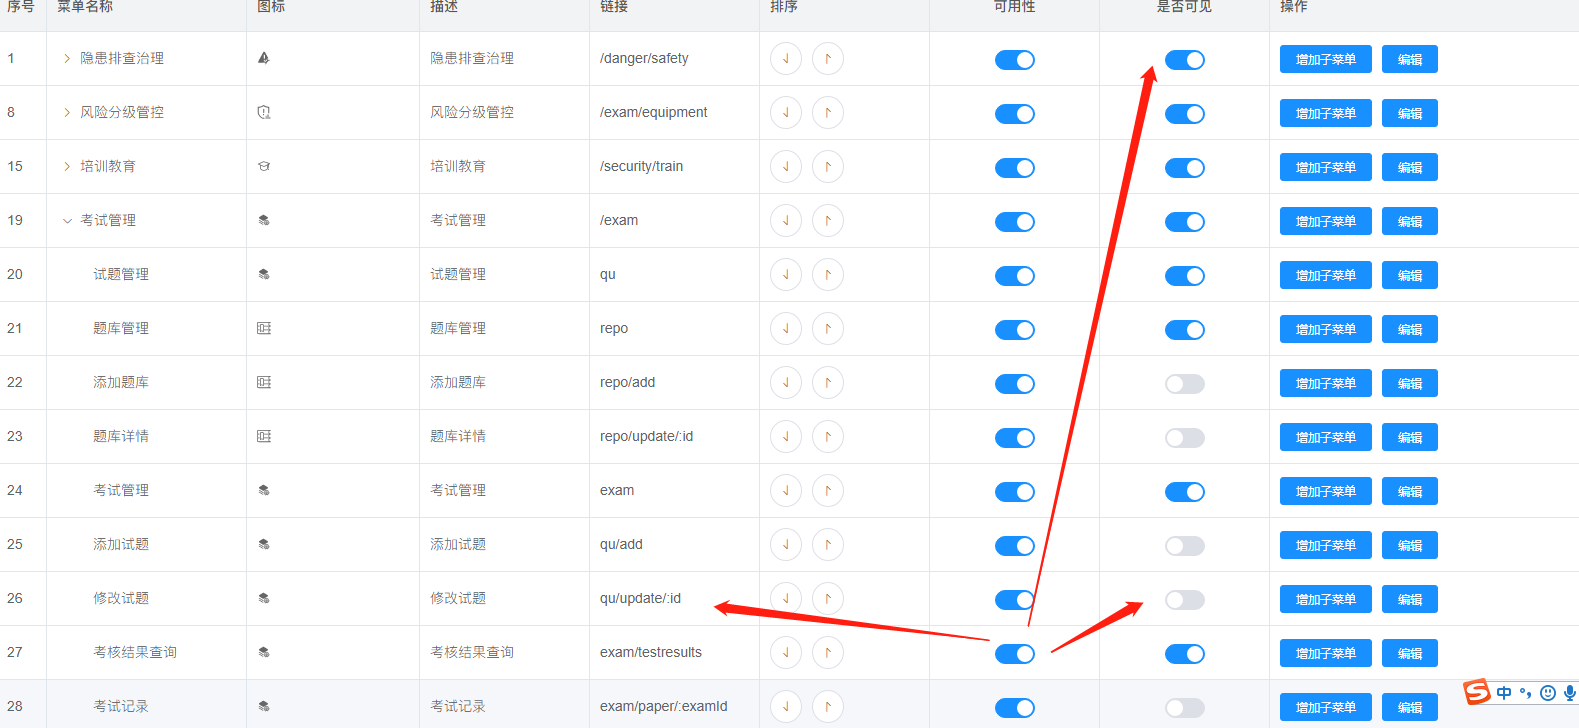 序号 菜单名称 图标 描述 链接 排序 可用性 是否可见 操作
1 隐患排查治理 隐患排查治理 /danger/safety 增加子菜单 编辑
8 风险分级管控 风险分级管控 /exam/equipment 增加子菜单 编辑
15 培训教育 培训教育 /security/train 增加子菜单 编辑
19 考试管理 考试管理 /exam 增加子菜单 编辑
20 试题管理 试题管理 qu 增加子菜单 编辑
21 题库管理 题库管理 repo 增加子菜单 编辑
22 添加题库 添加题库 repo/add 增加子菜单 编辑
23 题库详情 题库详情 repo/update/:id 增加子菜单 编辑
24 考试管理 考试管理 exam 增加子菜单 编辑
25 添加试题 添加试题 qu/add 增加子菜单 编辑
26 修改试题 修改试题 qu/update/:id 增加子菜单 编辑
27 考核结果查询 考核结果查询 exam/testresults 增加子菜单 编辑
28 考试记录 考试记录 exam/paper/:examId 增加子菜单 编辑
S 中